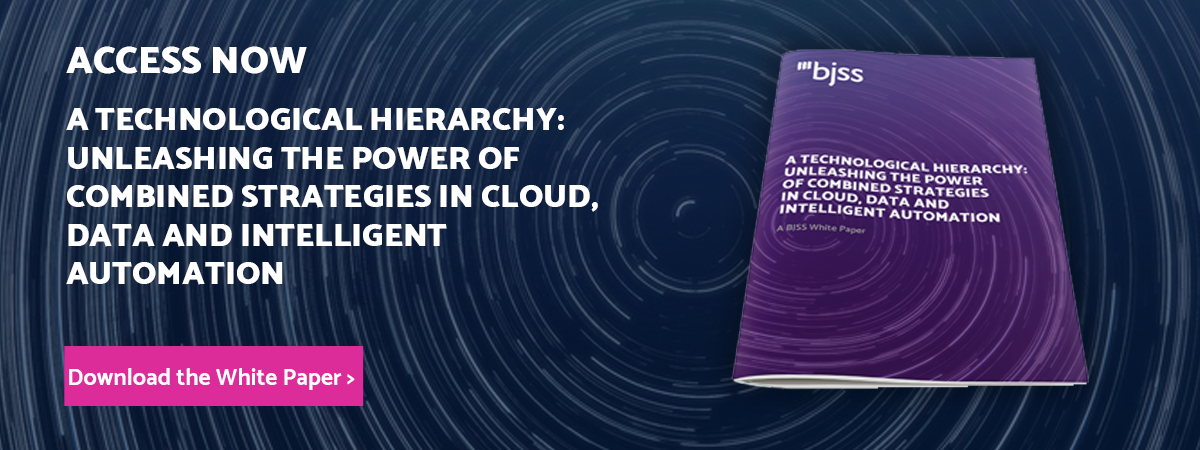 ACCESS NOW
A TECHNOLOGICAL HIERARCHY:
UNLEASHING THE POWER OF
COMBINED STRATEGIES IN CLOUD,
DATA AND INTELLIGENT
AUTOMATION
Download the White Paper >
bjss
A TECHNOLOGICAL HIERARCHY:
UNLEASHING THE POWER
OF COMBINED STRATEGIES
IN CLOUD, DATA AND
INTELLIGENT AUTOMATION
A BJSS White Paper